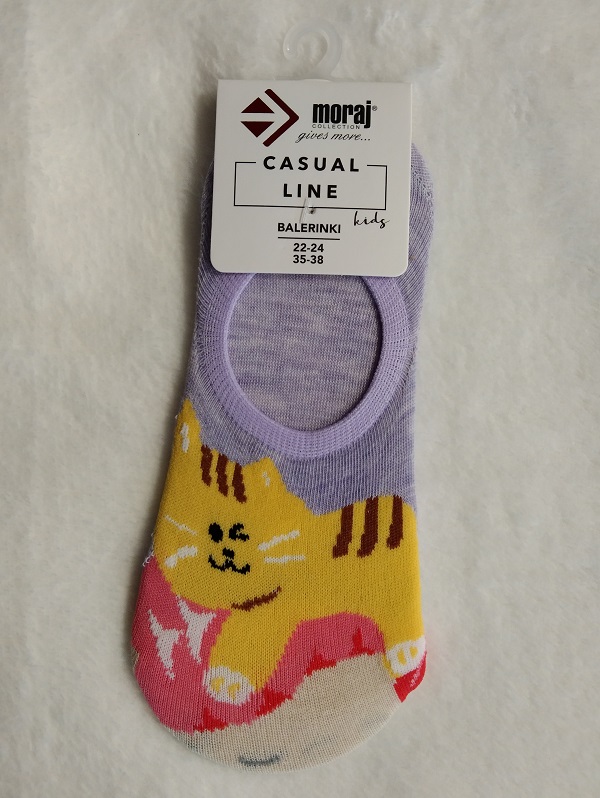 moraj®
COLLECTION
gives more...
CASUAL
LINE
kids
BALERINKI
22-24
35-38